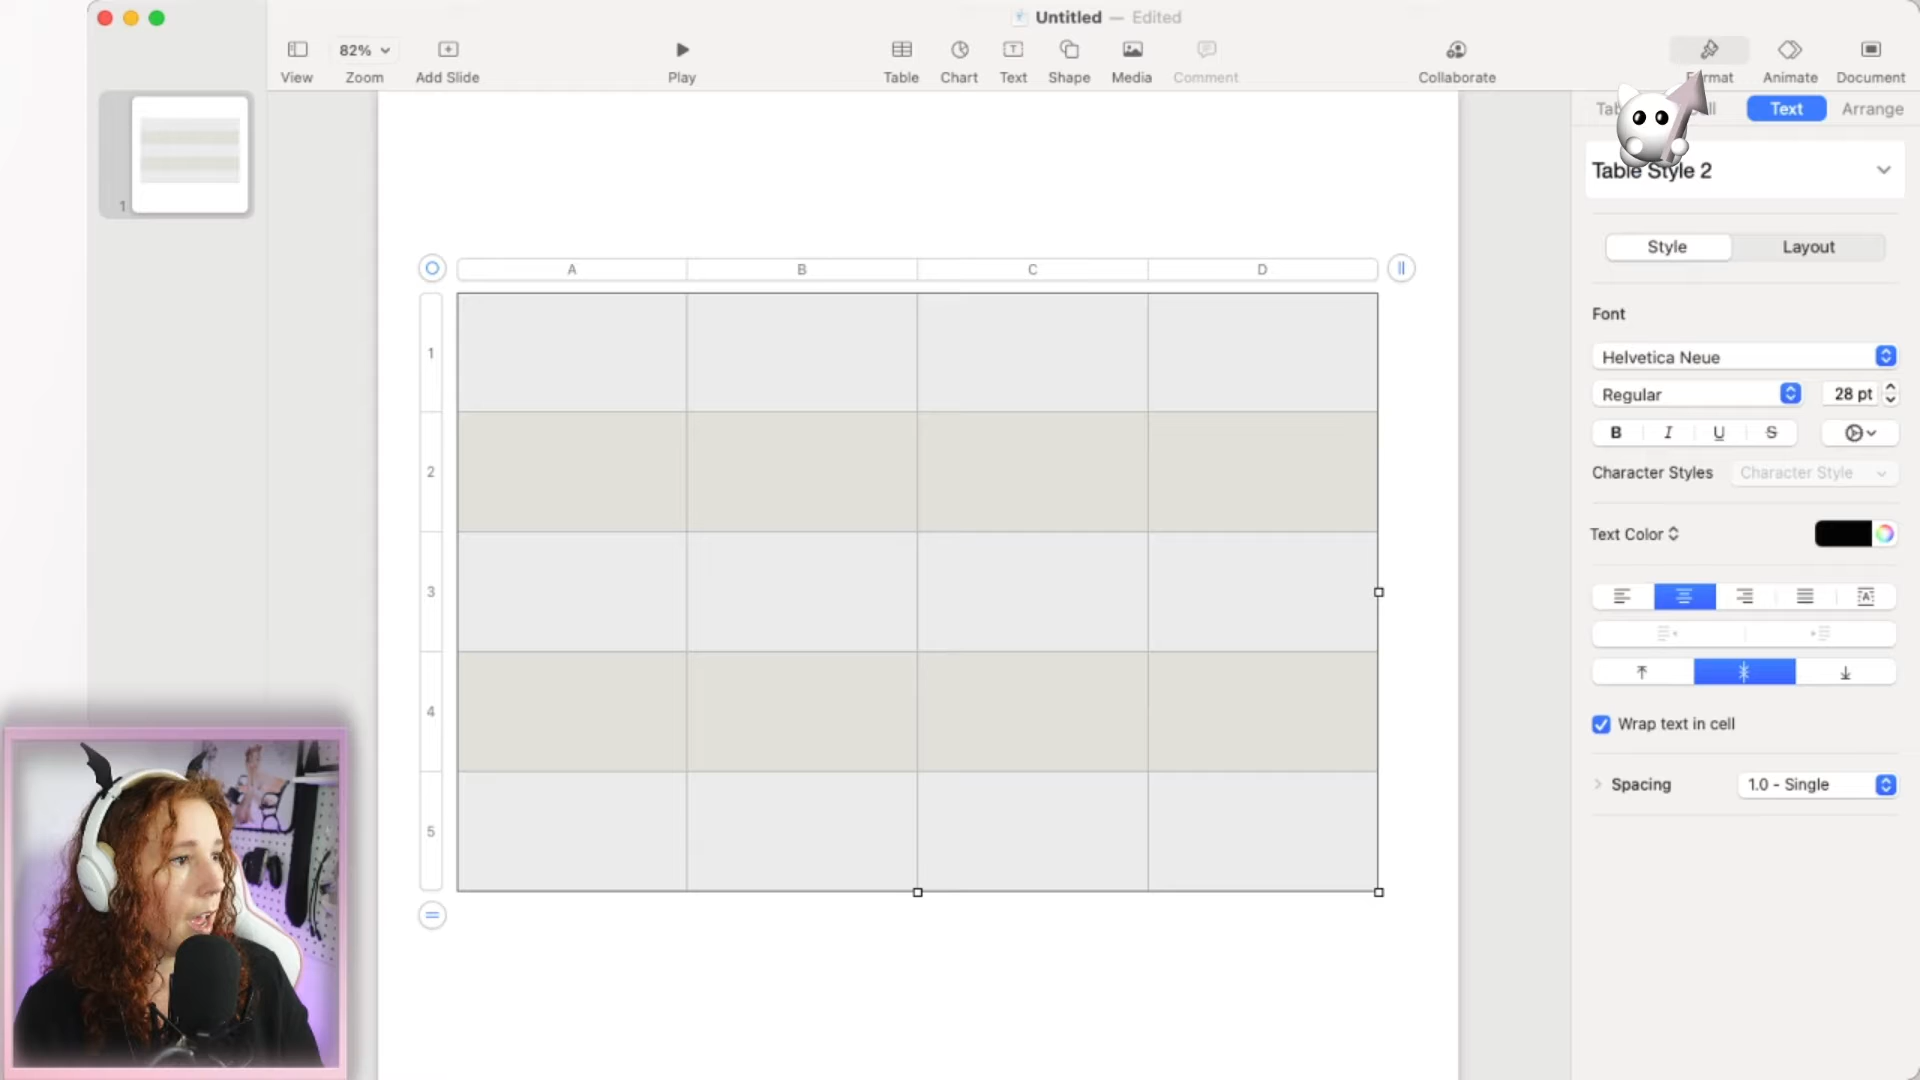 Untitled — Edited
82%
View Zoom Add Slide Play Table Chart Text Shape Media Comment Collaborate Format Animate Document
Text Arrange
Table Style 2
Style Layout
Font
Helvetica Neue
Regular 28 pt
B I U S
Character Styles Character Style
Text Color
A
Wrap text in cell
Spacing 1.0 - Single
A B C D
1
2
3
4
5
1